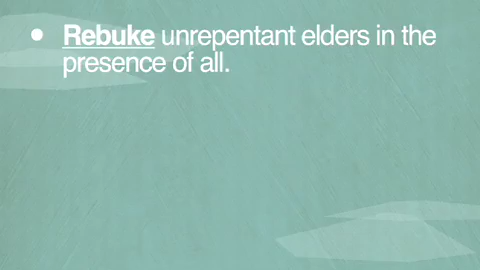 ● Rebuke unrepentant elders in the
presence of all.